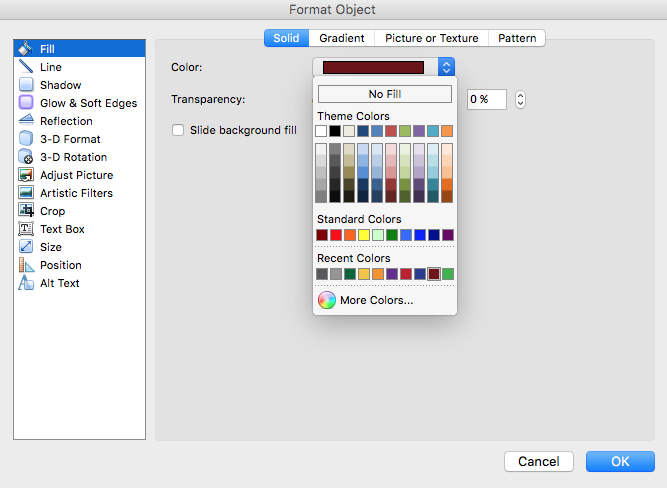 Format Object
Fill
Line
Shadow
Glow & Soft Edges
Reflection
3-D Format
3-D Rotation
Adjust Picture
Artistic Filters
Crop
Text Box
Size
Position
Alt Text
Solid Gradient Picture or Texture Pattern
Color:
Transparency: 0 %
Slide background fill
No Fill
Theme Colors
Standard Colors
Recent Colors
More Colors...
Cancel OK